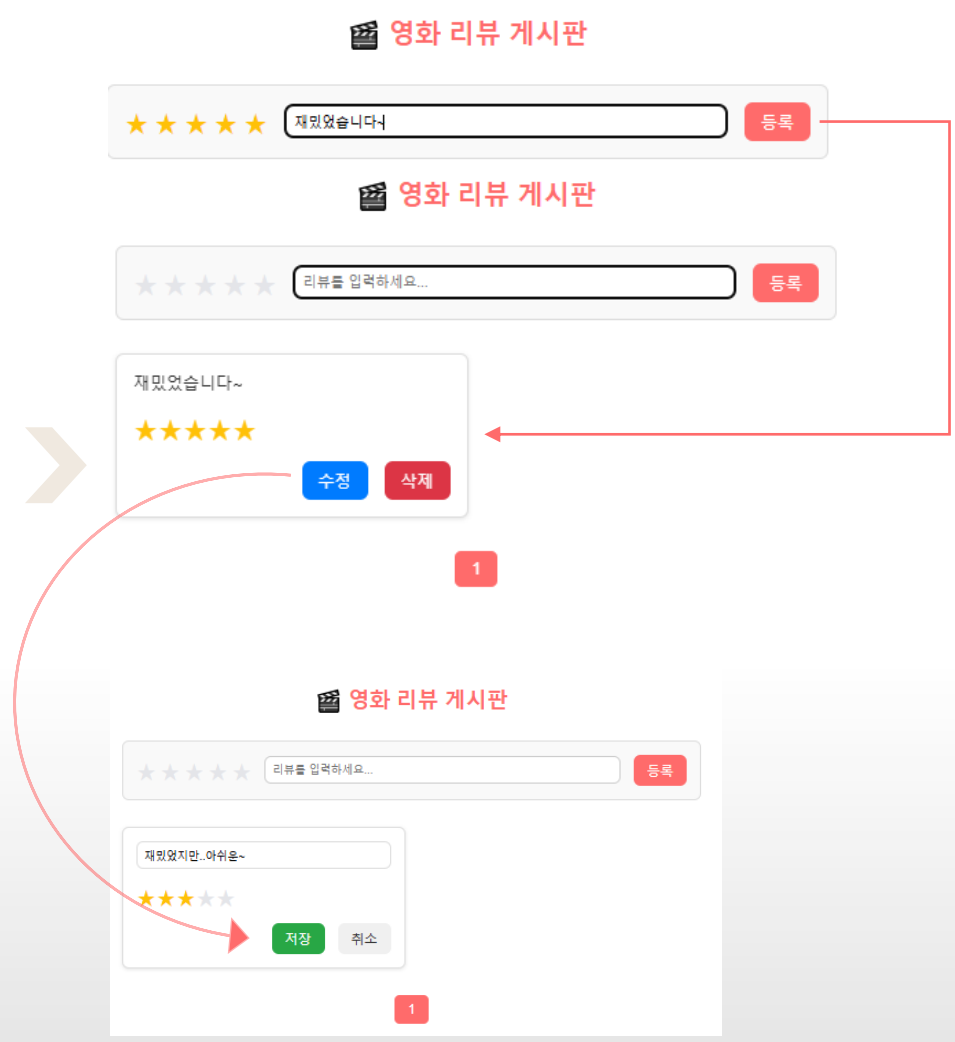 🎬 영화 리뷰 게시판
★ ★ ★ ★ ★ 재밌었습니다~ 등록
🎬 영화 리뷰 게시판
★ ★ ★ ★ ★ 리뷰를 입력하세요... 등록
재밌었습니다~
★★★★★
수정 삭제
1
🎬 영화 리뷰 게시판
★ ★ ★ ★ ★ 리뷰를 입력하세요... 등록
재밌었지만..아쉬운~
★★★★★
저장 취소
1